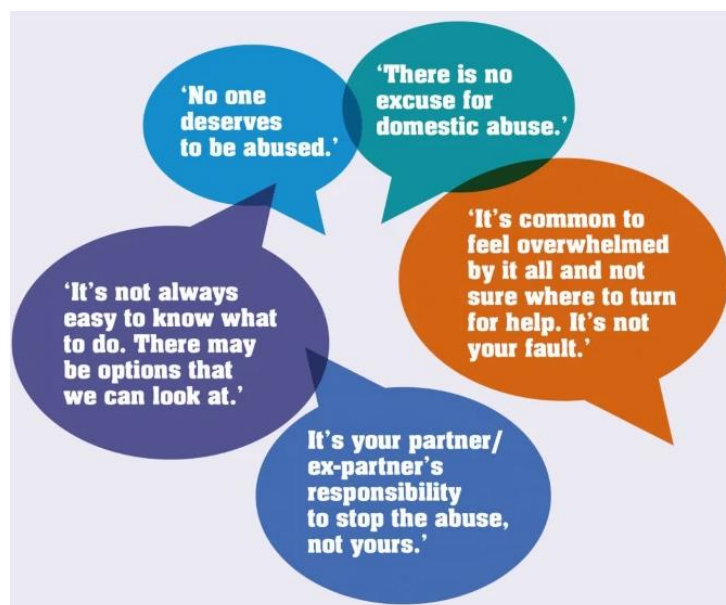 ‘No one
deserves
to be abused.’
‘There is no
excuse for
domestic abuse.’
‘It’s common to
feel overwhelmed
by it all and not
sure where to turn
for help. It’s not
your fault.’
‘It’s not always
easy to know what
to do. There may
be options that
we can look at.’
It’s your partner/
ex-partner’s
responsibility
to stop the abuse,
not yours.’